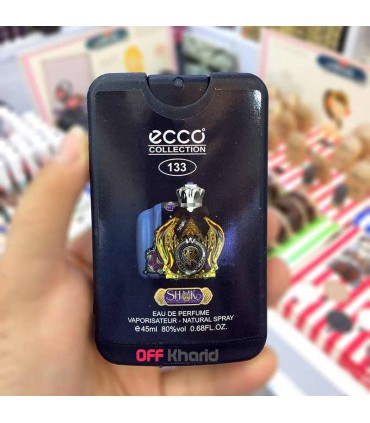 ecco
COLLECTION
133
SHAIK
EAU DE PERFUME
VAPORISATEUR - NATURAL SPRAY
e 45ml 80%vol 0.68FL.OZ.
OFF Kharid